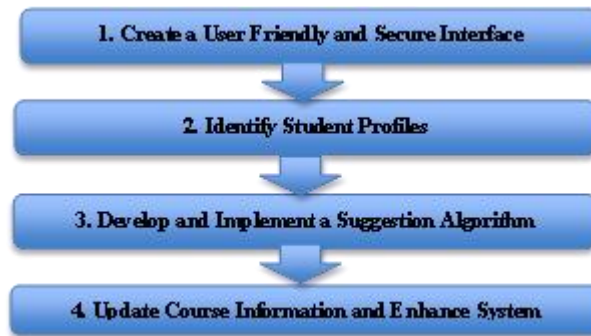 1. Create a User Friendly and Secure Interface
2. Identify Student Profiles
3. Develop and Implement a Suggestion Algorithm
4. Update Course Information and Enhance System